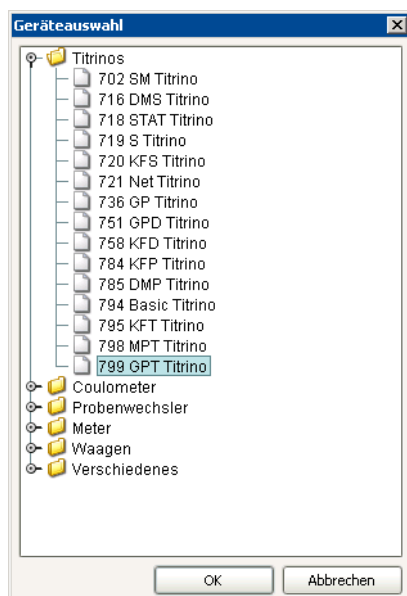 Geräteauswahl
Titrinos
702 SM Titrino
716 DMS Titrino
718 STAT Titrino
719 S Titrino
720 KFS Titrino
721 Net Titrino
736 GP Titrino
751 GPD Titrino
758 KFD Titrino
784 KFP Titrino
785 DMP Titrino
794 Basic Titrino
795 KFT Titrino
798 MPT Titrino
799 GPT Titrino
Coulometer
Probenwechsler
Meter
Waagen
Verschiedenes
OK Abbrechen